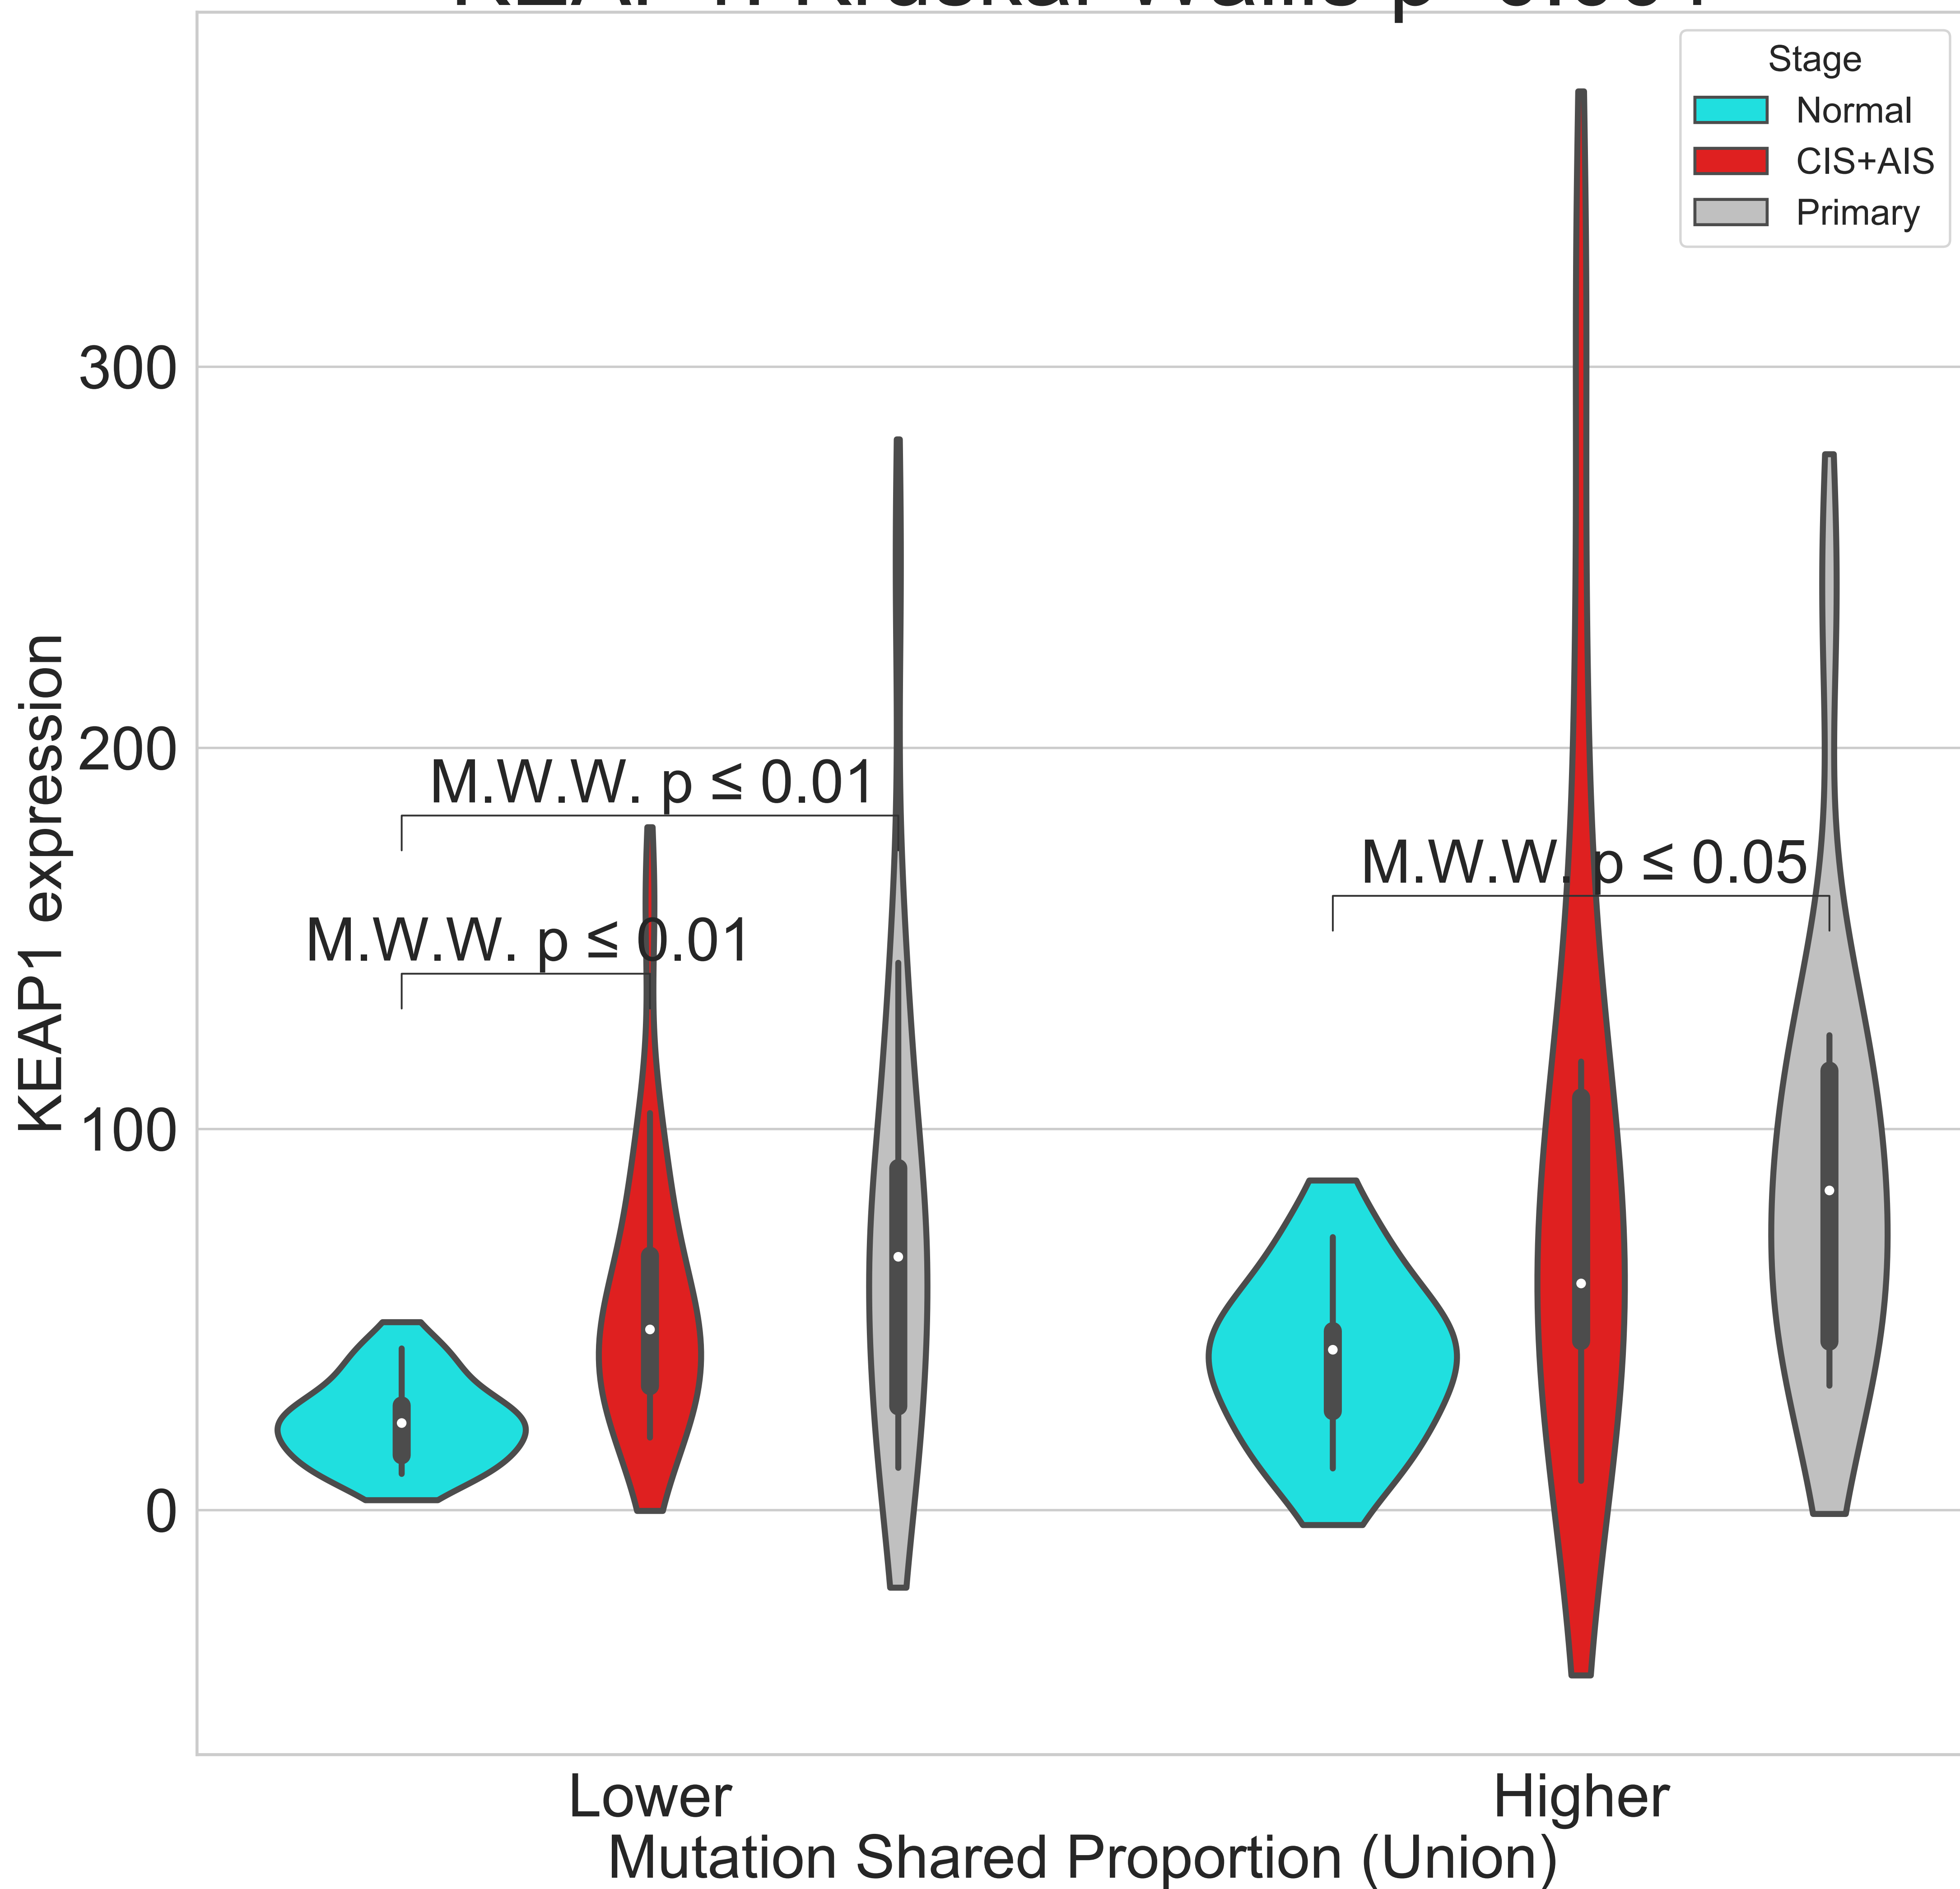 Stage
Normal
CIS+AIS
Primary
300
200
100
0
KEAP1 expression
M.W.W. p ≤ 0.01
M.W.W. p ≤ 0.01
M.W.W. p ≤ 0.05
Lower
Higher
Mutation Shared Proportion (Union)